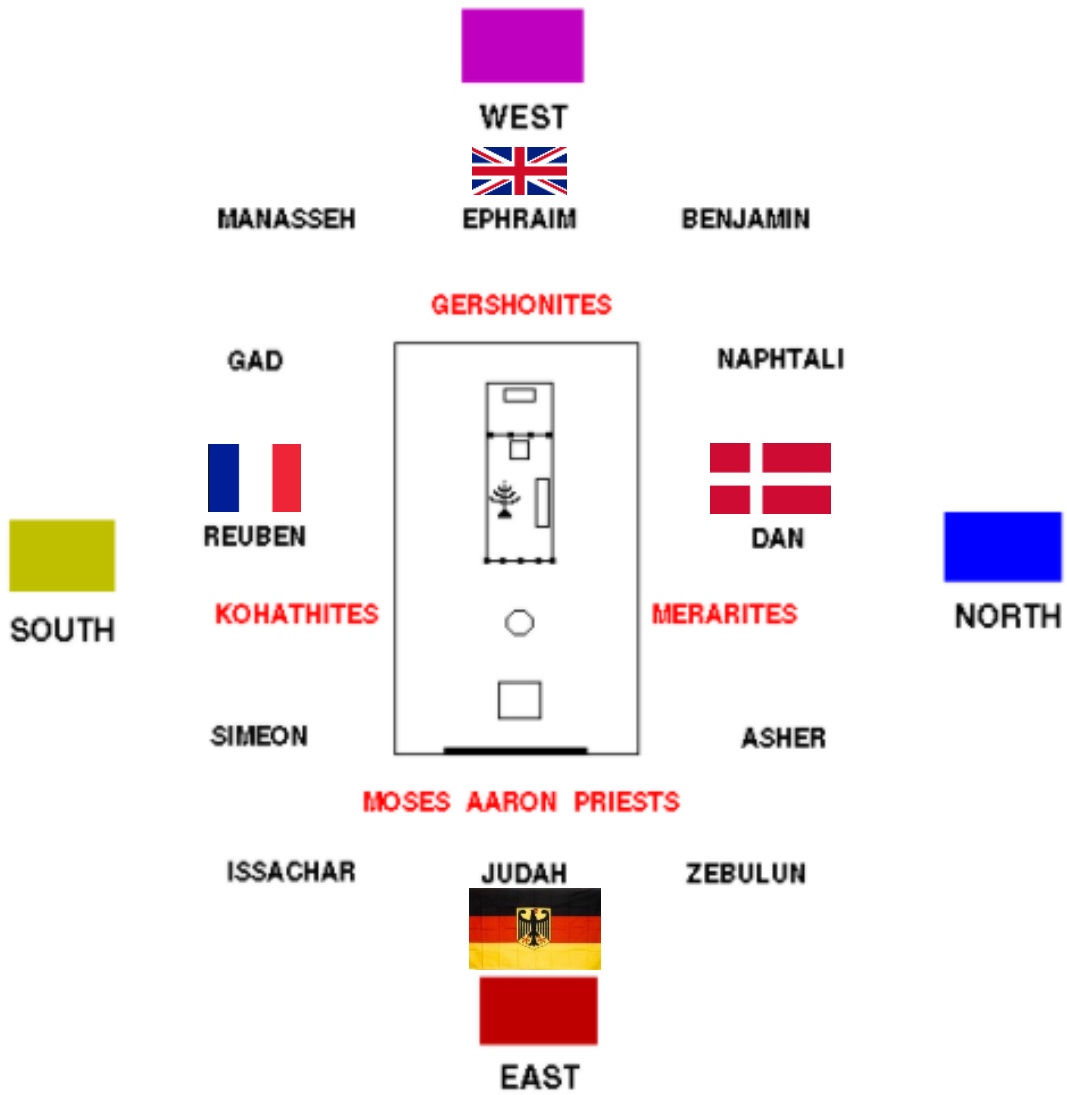 WEST
MANASSEH EPHRAIM BENJAMIN
GERSHONITES
GAD NAPHTALI
REUBEN DAN
KOHATHITES MERARITES
SOUTH NORTH
SIMEON ASHER
MOSES AARON PRIESTS
ISSACHAR JUDAH ZEBULUN
EAST